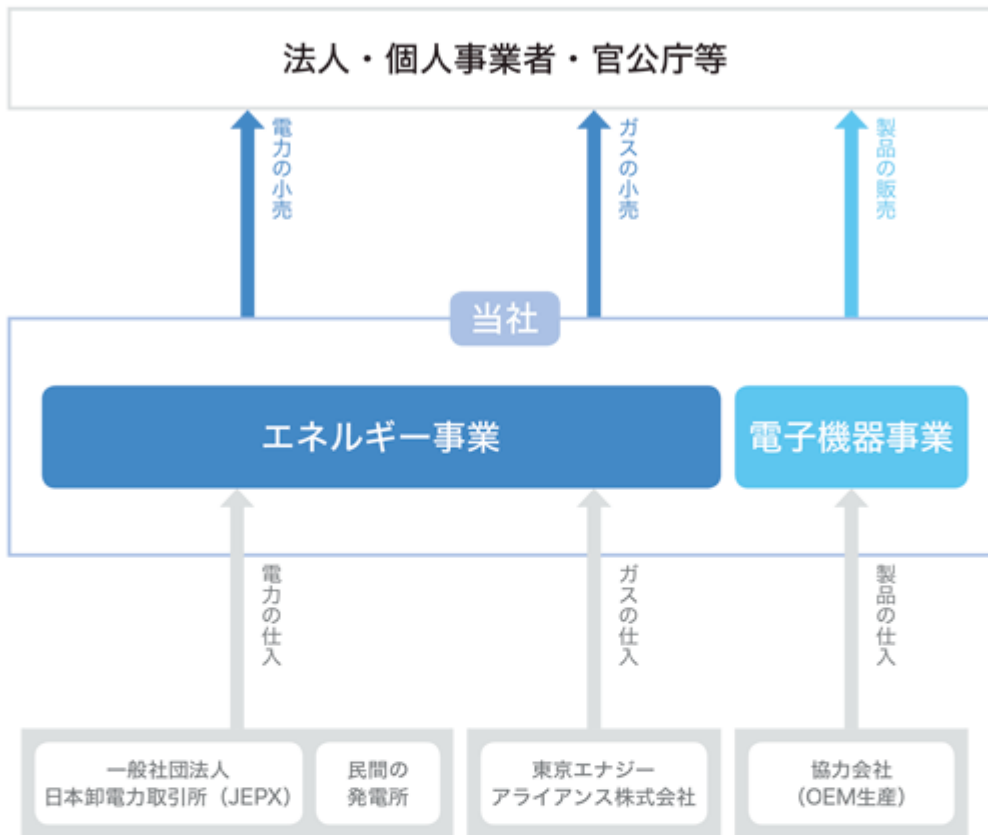 法人・個人事業者・官公庁等
電力の小売
ガスの小売
製品の販売
当社
エネルギー事業
電子機器事業
電力の仕入
ガスの仕入
製品の仕入
一般社団法人
日本卸電力取引所（JEPX）
民間の
発電所
東京エナジー
アライアンス株式会社
協力会社
（OEM生産）